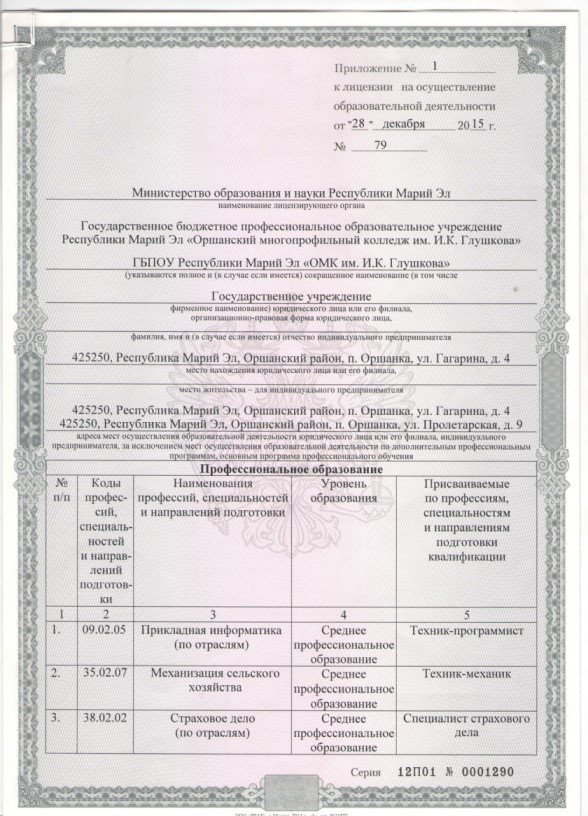 1
Приложение № 1
к лицензии на осуществление
образовательной деятельности
от "28" декабря 2015 г.
№ 79
Министерство образования и науки Республики Марий Эл
наименование лицензирующего органа
Государственное бюджетное профессиональное образовательное учреждение
Республики Марий Эл «Оршанский многопрофильный колледж им. И.К. Глушкова»
ГБПОУ Республики Марий Эл «ОМК им. И.К. Глушкова»
(указываются полное и (в случае если имеется) сокращенное наименование (в том числе
Государственное учреждение
фирменное наименование) юридического лица или его филиала,
организационно-правовая форма юридического лица,
фамилия, имя и (в случае если имеется) отчество индивидуального предпринимателя
425250, Республика Марий Эл, Оршанский район, п. Оршанка, ул. Гагарина, д. 4
место нахождения юридического лица или его филиала,
место жительства – для индивидуального предпринимателя
425250, Республика Марий Эл, Оршанский район, п. Оршанка, ул. Гагарина, д. 4
425250, Республика Марий Эл, Оршанский район, п. Оршанка, ул. Пролетарская, д. 9
адреса мест осуществления образовательной деятельности юридического лица или его филиала, индивидуального
предпринимателя, за исключением мест осуществления образовательной деятельности по дополнительным профессиональным
программам, основным программа профессионального обучения
Профессиональное образование
№
п/п
Коды
профес-
сий,
специаль-
ностей
и направ-
лений
подготов-
ки
Наименования
профессий, специальностей
и направлений подготовки
Уровень
образования
Присваиваемые
по профессиям,
специальностям
и направлениям
подготовки
квалификации
1 2 3 4 5
1. 09.02.05 Прикладная информатика
(по отраслям)
Среднее
профессиональное
образование
Техник-программист
2. 35.02.07 Механизация сельского
хозяйства
Среднее
профессиональное
образование
Техник-механик
3. 38.02.02 Страховое дело
(по отраслям)
Среднее
профессиональное
образование
Специалист страхового
дела
Серия 12П01 № 0001290